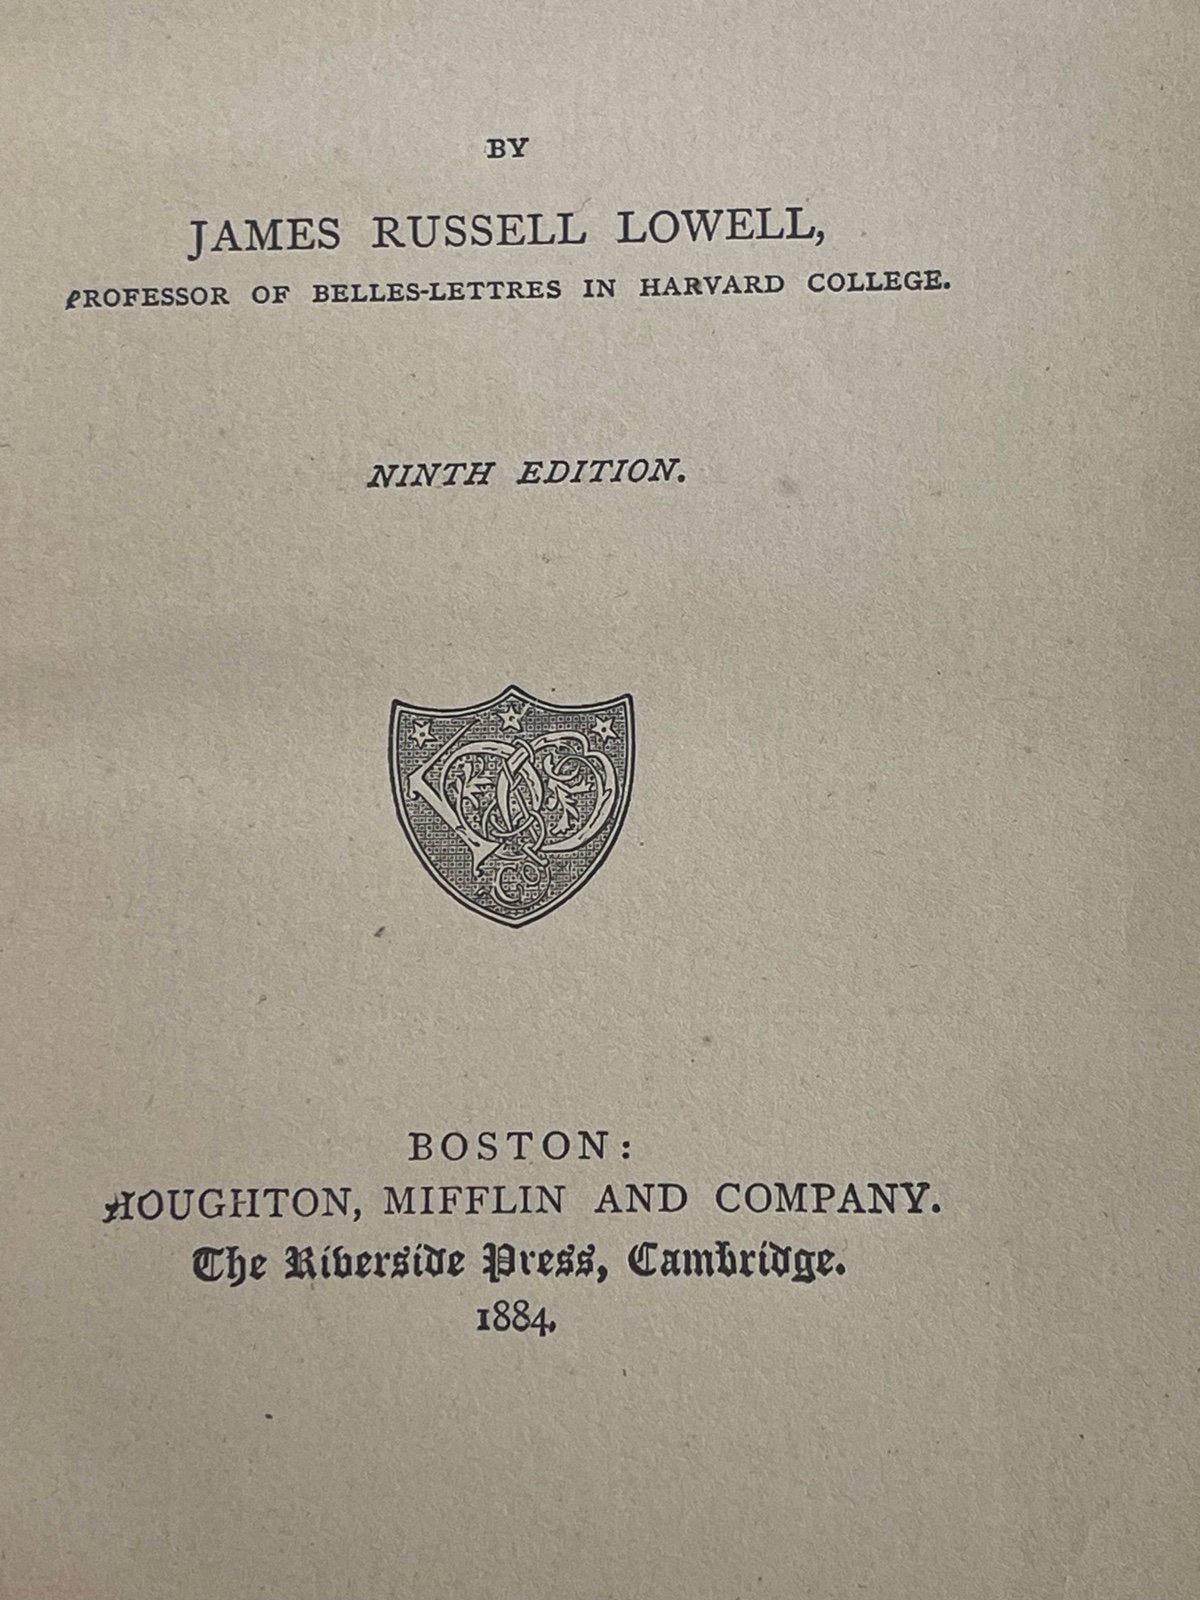 BY
JAMES RUSSELL LOWELL,
PROFESSOR OF BELLES-LETTRES IN HARVARD COLLEGE.
NINTH EDITION.
Co
BOSTON:
HOUGHTON, MIFFLIN AND COMPANY.
The Riverside Press, Cambridge.
1884.